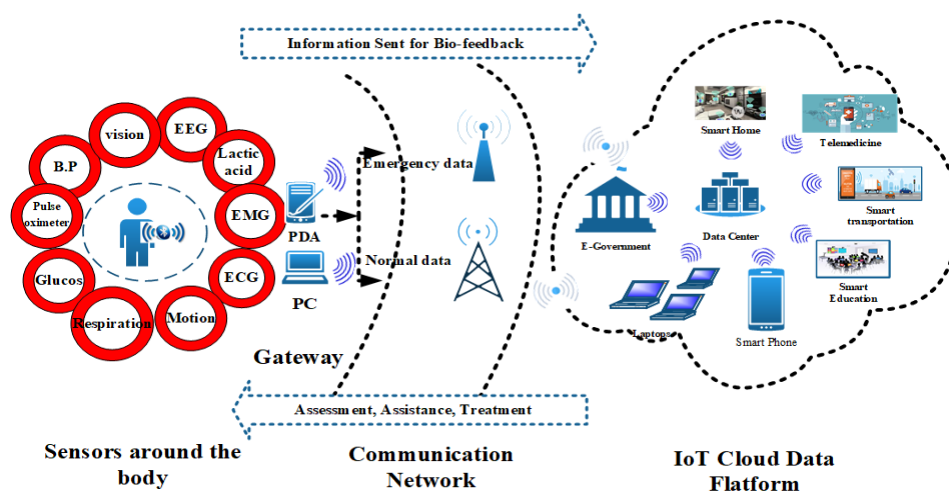 Information Sent for Bio-feedback
vision
EEG
B.P
Lactic
acid
Pulse
oximeter
EMG
Glucos
ECG
Respiration
Motion
PDA
PC
Gateway
Emergency data
Normal data
Smart Home
Telemedicine
E-Government
Data Center
Smart
transportation
Smart
Education
Laptops
Smart Phone
Assessment, Assistance, Treatment
Sensors around the
body
Communication
Network
IoT Cloud Data
Flatform